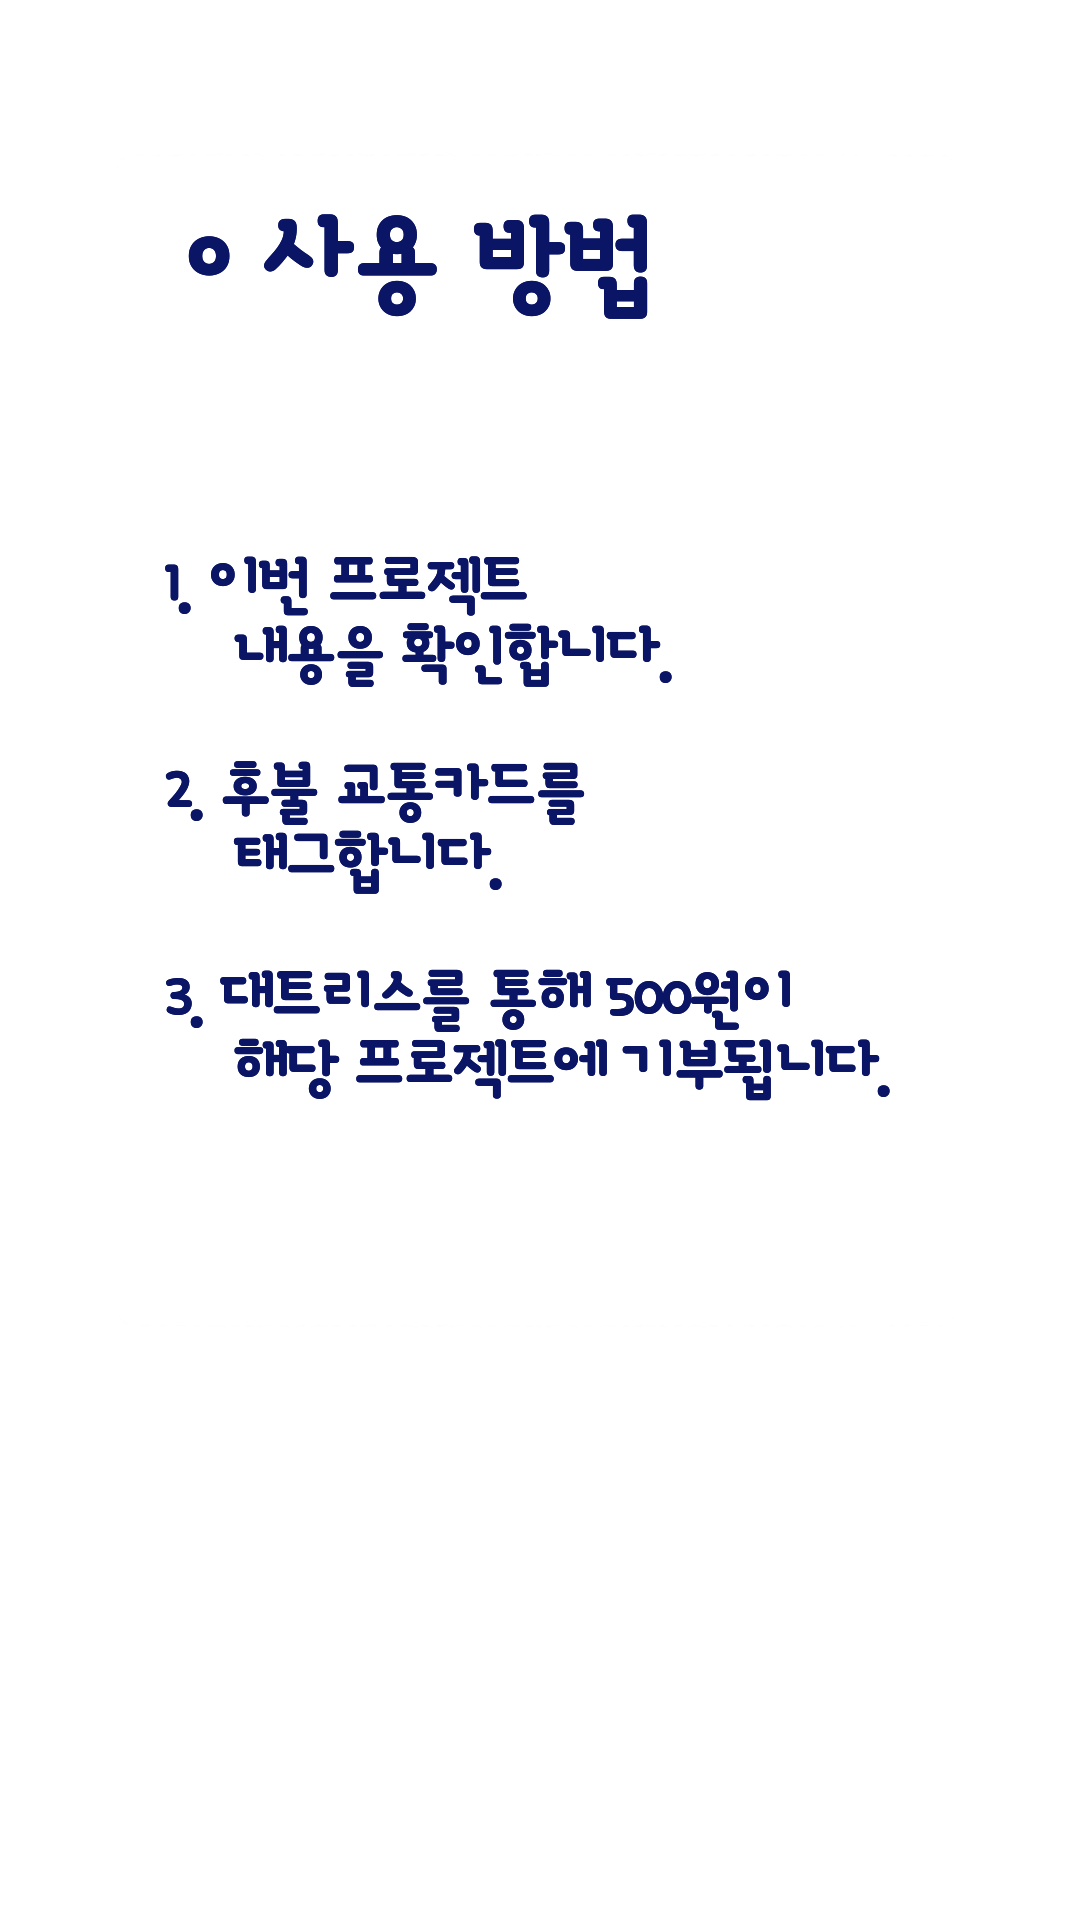 ◦ 사용 방법
1. 이번 프로젝트
내용을 확인합니다.
2. 후불 교통카드를
태그합니다.
3. 대트리스를 통해 500원이
해당 프로젝트에 기부됩니다.